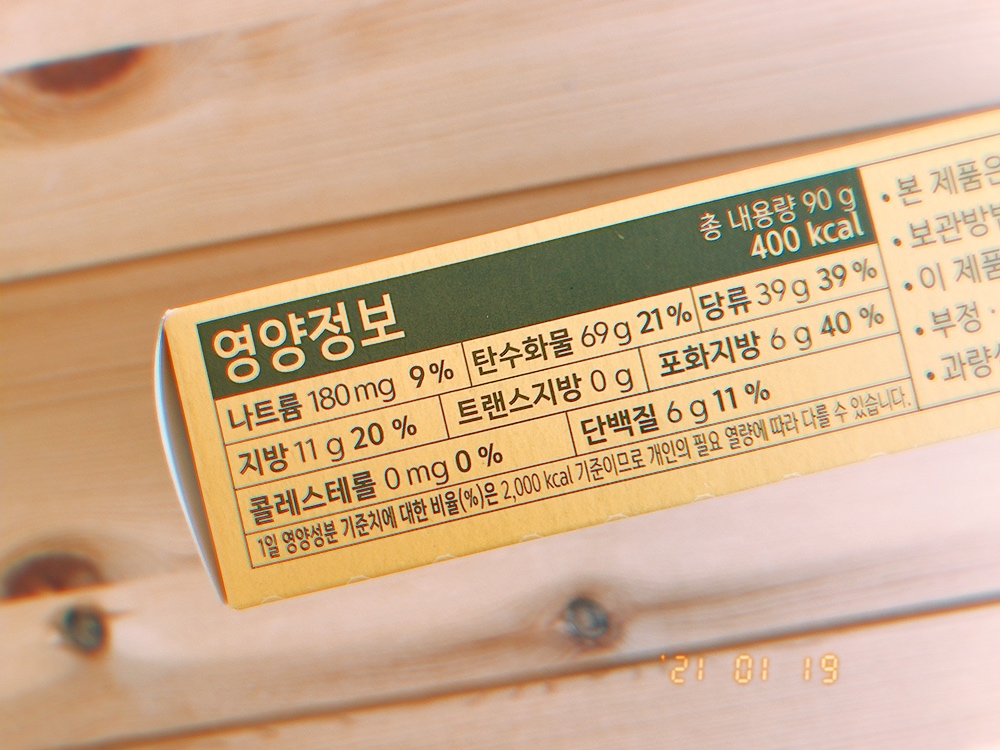 영양정보
총 내용량 90 g
400 kcal
나트륨 180 mg 9 % 탄수화물 69 g 21 % 당류 39 g 39 %
지방 11 g 20 % 트랜스지방 0 g 포화지방 6 g 40 %
콜레스테롤 0 mg 0 % 단백질 6 g 11 %
1일 영양성분 기준치에 대한 비율(%)은 2,000 kcal 기준이므로 개인의 필요 열량에 따라 다를 수 있습니다.
• 본 제품은
• 보관방법
• 이 제품
• 부정 ·
• 과량
'21 01 19